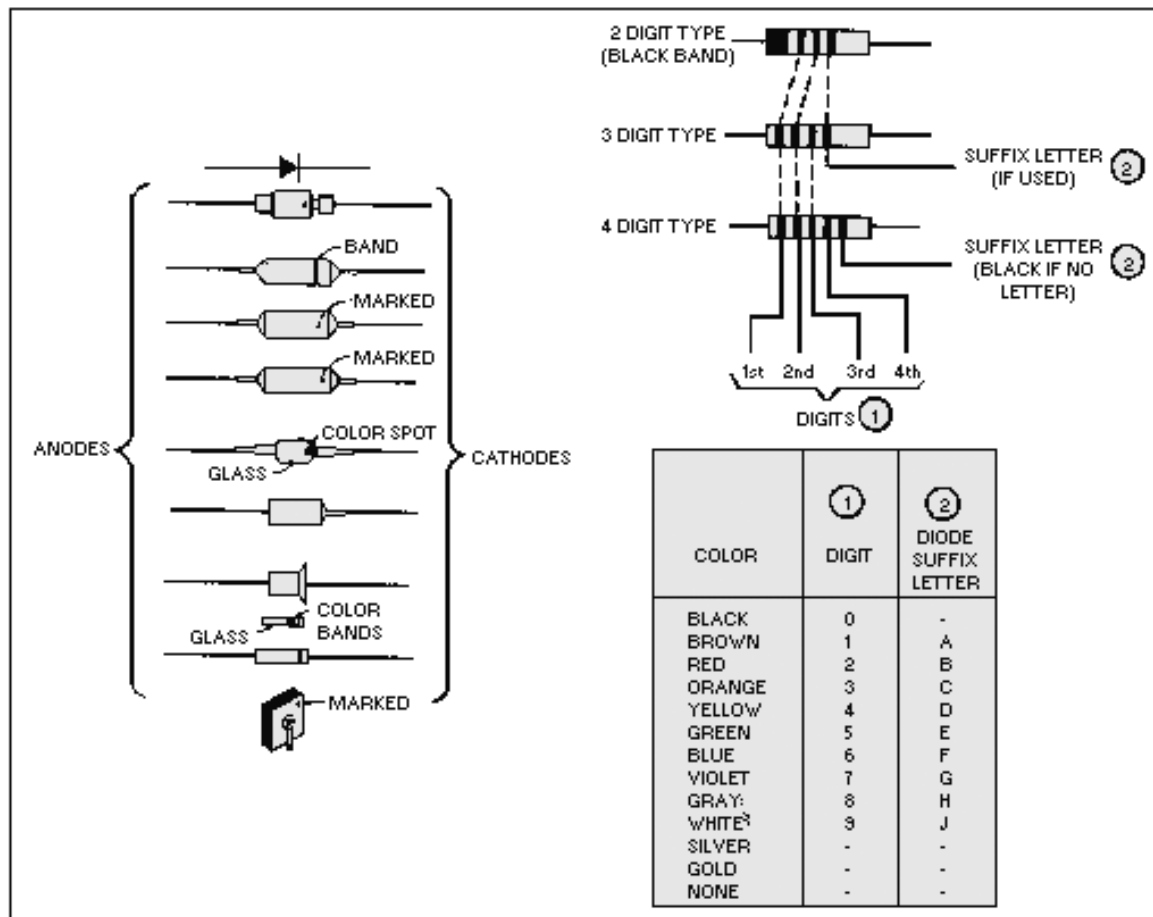 2 DIGIT TYPE
(BLACK BAND)
3 DIGIT TYPE
SUFFIX LETTER
(IF USED) 2
4 DIGIT TYPE
SUFFIX LETTER
(BLACK IF NO
LETTER) 2
1st 2nd 3rd 4th
DIGITS 1
BAND
MARKED
MARKED
COLOR SPOT
GLASS
ANODES
CATHODES
COLOR
BANDS
GLASS
MARKED
COLOR
1
DIGIT
2
DIODE
SUFFIX
LETTER
BLACK 0 -
BROWN 1 A
RED 2 B
ORANGE 3 C
YELLOW 4 D
GREEN 5 E
BLUE 6 F
VIOLET 7 G
GRAY 8 H
WHITE 9 J
SILVER - -
GOLD - -
NONE - -